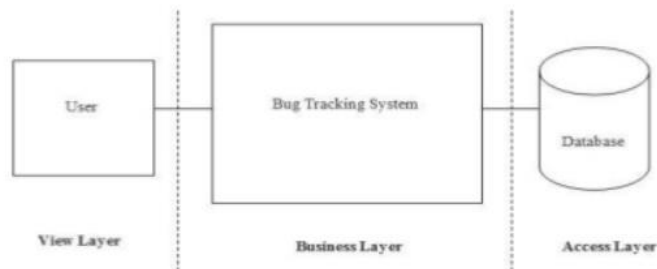 User
Bug Tracking System
Database
View Layer
Business Layer
Access Layer